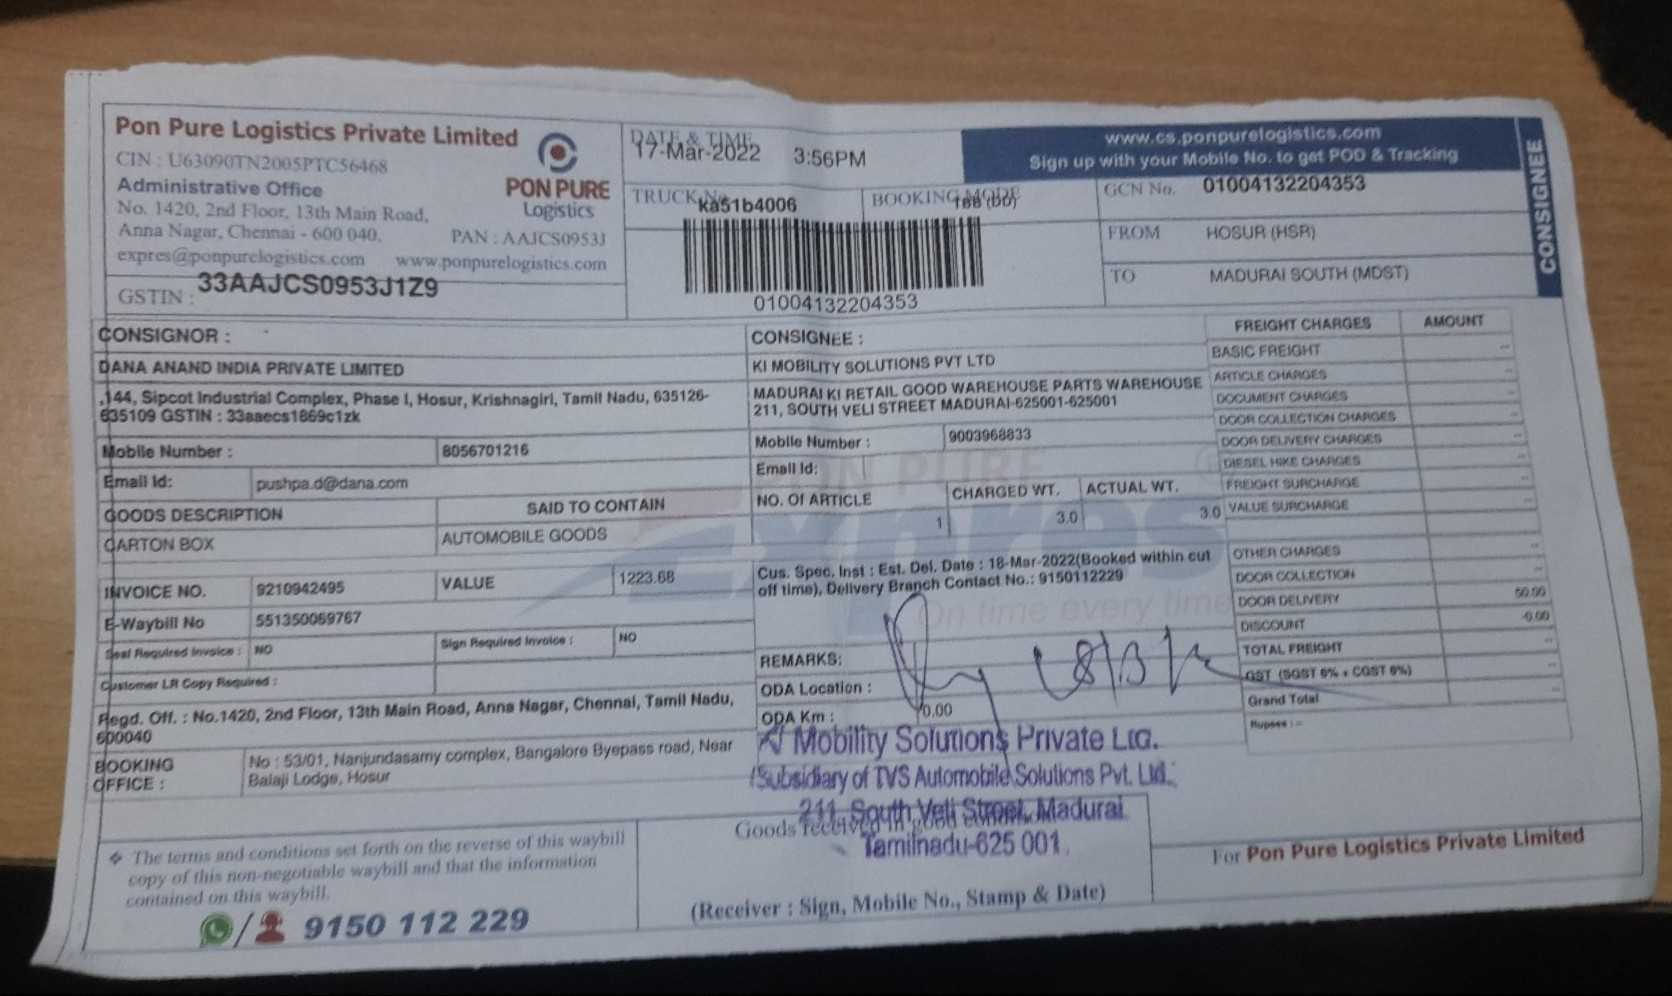 Pon Pure Logistics Private Limited
CIN : U63090TN2005PTC56468
Administrative Office
No. 1420, 2nd Floor, 13th Main Road,
Anna Nagar, Chennai - 600 040.
PAN : AAJCS0953J
expres@ponpurelogistics.com www.ponpurelogistics.com
GSTIN : 33AAJCS0953J1Z9
PON PURE
Logistics
DATE & TIME
17-Mar-2022 3:56PM
TRUCK No.
ka51b4006
BOOKING MODE
01004132204353
www.cs.ponpurelogistics.com
Sign up with your Mobile No. to get POD & Tracking
GCN No. 01004132204353
FROM HOSUR (HSR)
TO MADURAI SOUTH (MDST)
CONSIGNEE
CONSIGNOR :
DANA ANAND INDIA PRIVATE LIMITED
,144, Sipcot Industrial Complex, Phase I, Hosur, Krishnagiri, Tamil Nadu, 635126-
635109 GSTIN : 33aaecs1869c1zk
Mobile Number : 8056701216
Email Id: pushpa.d@dana.com
GOODS DESCRIPTION SAID TO CONTAIN
CARTON BOX AUTOMOBILE GOODS
INVOICE NO. 9210942495 VALUE 1223.68
E-Waybill No 551350069767
Seal Required Invoice : NO Sign Required Invoice : NO
Customer LR Copy Required :
Regd. Off. : No.1420, 2nd Floor, 13th Main Road, Anna Nagar, Chennai, Tamil Nadu,
600040
BOOKING OFFICE : No : 53/01, Nanjundasamy complex, Bangalore Byepass road, Near
Balaji Lodge, Hosur
CONSIGNEE :
KI MOBILITY SOLUTIONS PVT LTD
MADURAI KI RETAIL GOOD WAREHOUSE PARTS WAREHOUSE
211, SOUTH VELI STREET MADURAI-625001-625001
Mobile Number : 9003968833
Email Id:
NO. Of ARTICLE CHARGED WT. ACTUAL WT.
1 3.0 3.0
PON PURE
Expres
On time every time
Cus. Spec. Inst : Est. Del. Date : 18-Mar-2022(Booked within cut
off time), Delivery Branch Contact No.: 9150112229
REMARKS:
ODA Location :
ODA Km : 0.00
KI Mobility Solutions Private Ltd.
(Subsidiary of TVS Automobile Solutions Pvt. Ltd.,
211, South Veli Street, Madurai
Tamilnadu-625 001.
Goods received in good
(Receiver : Sign, Mobile No., Stamp & Date)
FREIGHT CHARGES AMOUNT
BASIC FREIGHT --
ARTICLE CHARGES --
DOCUMENT CHARGES --
DOOR COLLECTION CHARGES --
DOOR DELIVERY CHARGES --
DIESEL HIKE CHARGES --
FREIGHT SURCHARGE --
VALUE SURCHARGE --
OTHER CHARGES --
DOOR COLLECTION --
DOOR DELIVERY 50.00
DISCOUNT -0.00
TOTAL FREIGHT --
GST (SGST 6% + CGST 6%) --
Grand Total --
Rupees : --
For Pon Pure Logistics Private Limited
The terms and conditions set forth on the reverse of this waybill
copy of this non-negotiable waybill and that the information
contained on this waybill.
9150 112 229